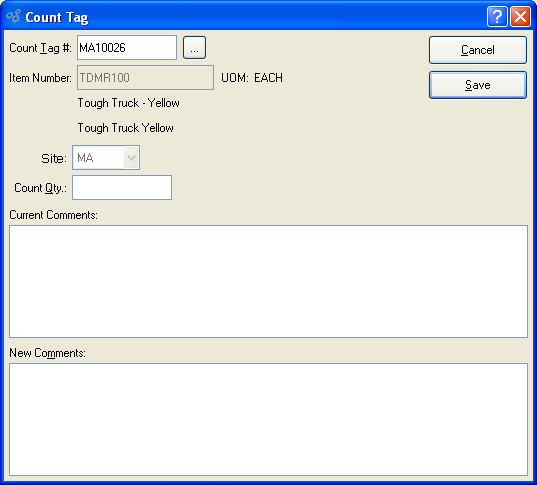 Count Tag
Count Tag #: MA10026 ... Cancel
Item Number: TDMR100 UOM: EACH Save
Tough Truck - Yellow
Tough Truck Yellow
Site: MA
Count Qty.:
Current Comments:
New Comments: